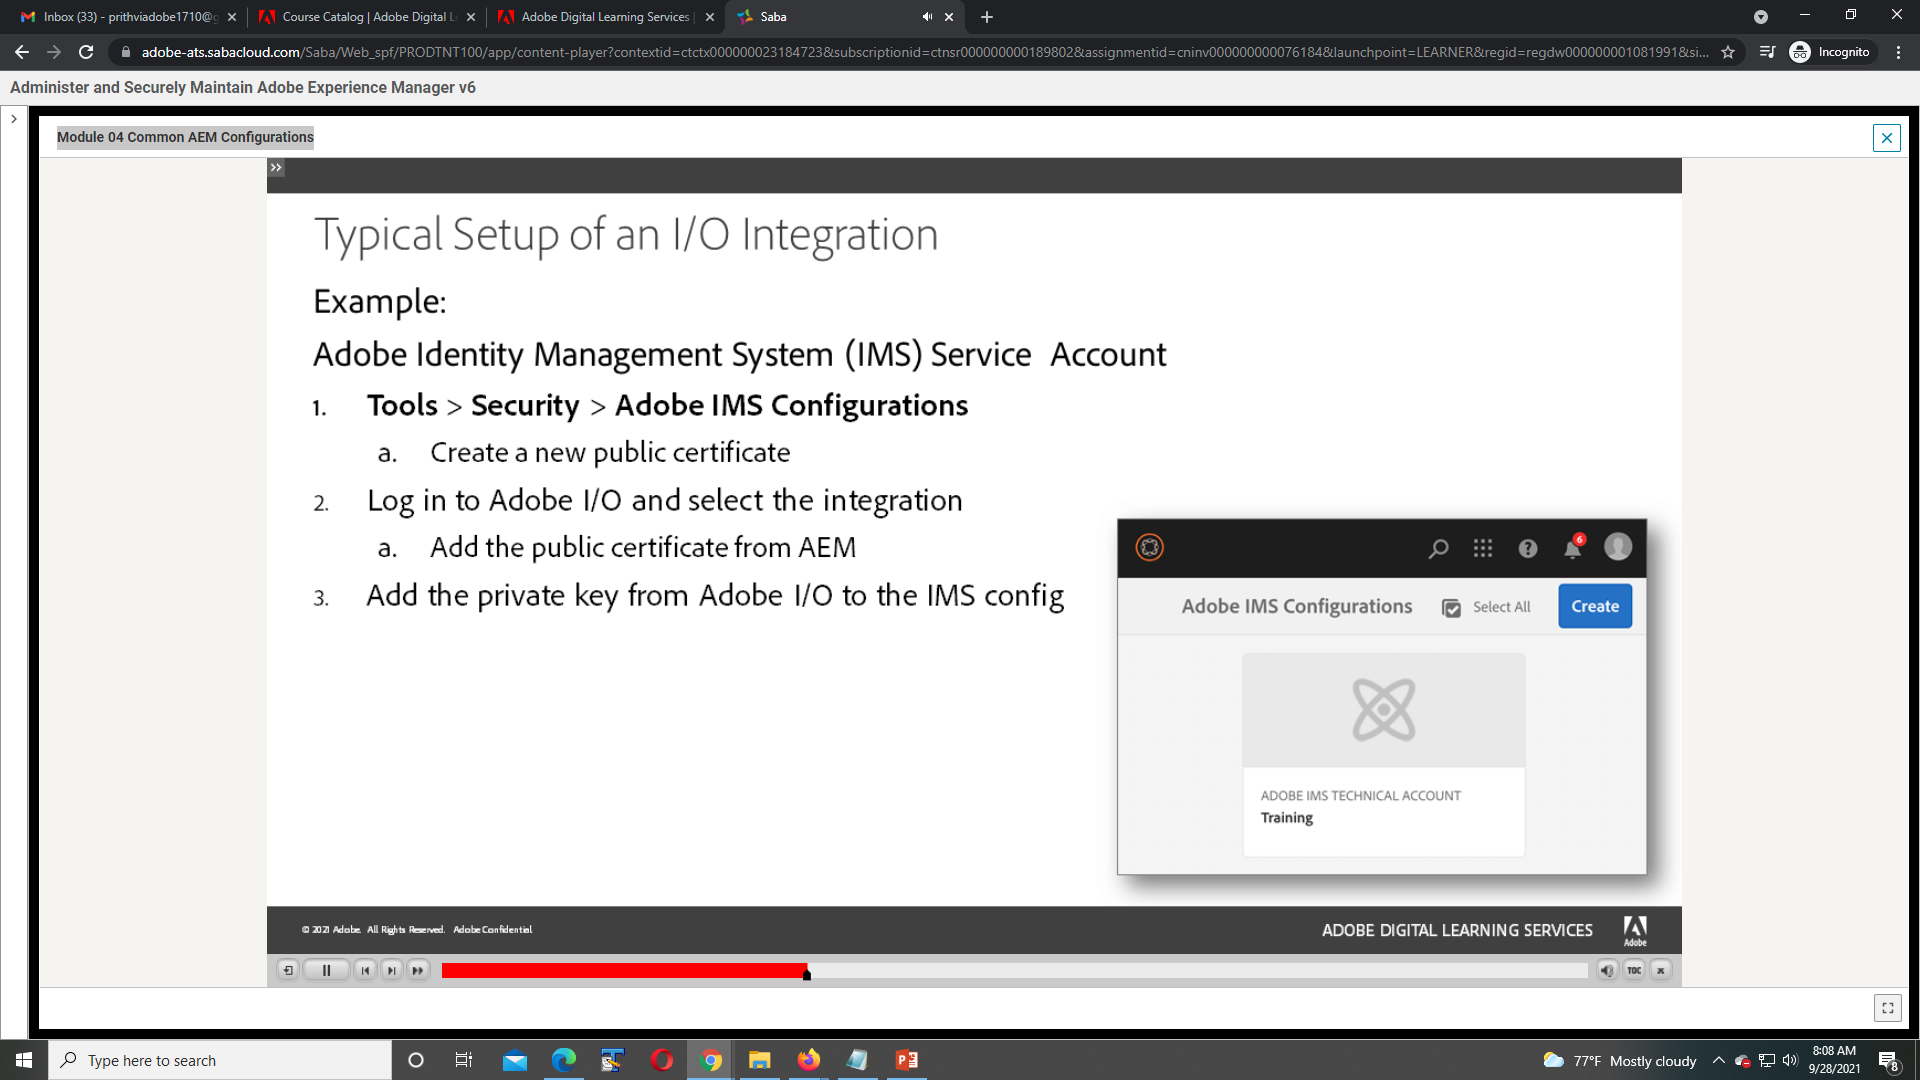 Inbox (33) - prithviadobe1710@g
Course Catalog | Adobe Digital L
Adobe Digital Learning Services |
Saba
adobe-ats.sabacloud.com/Saba/Web_spf/PRODTNT100/app/content-player?contextid=ctctx000000023184723&subscriptionid=ctnsr000000000189802&assignmentid=cninv000000000076184&launchpoint=LEARNER&regid=regdw000000001081991&si...
Incognito
Administer and Securely Maintain Adobe Experience Manager v6
Module 04 Common AEM Configurations
Typical Setup of an I/O Integration
Example:
Adobe Identity Management System (IMS) Service Account
1. Tools > Security > Adobe IMS Configurations
a. Create a new public certificate
2. Log in to Adobe I/O and select the integration
a. Add the public certificate from AEM
3. Add the private key from Adobe I/O to the IMS config
6
Adobe IMS Configurations
Select All
Create
ADOBE IMS TECHNICAL ACCOUNT
Training
© 2021 Adobe. All Rights Reserved. Adobe Confidential
ADOBE DIGITAL LEARNING SERVICES
Adobe
TOC
Type here to search
77°F Mostly cloudy
8:08 AM
9/28/2021
8